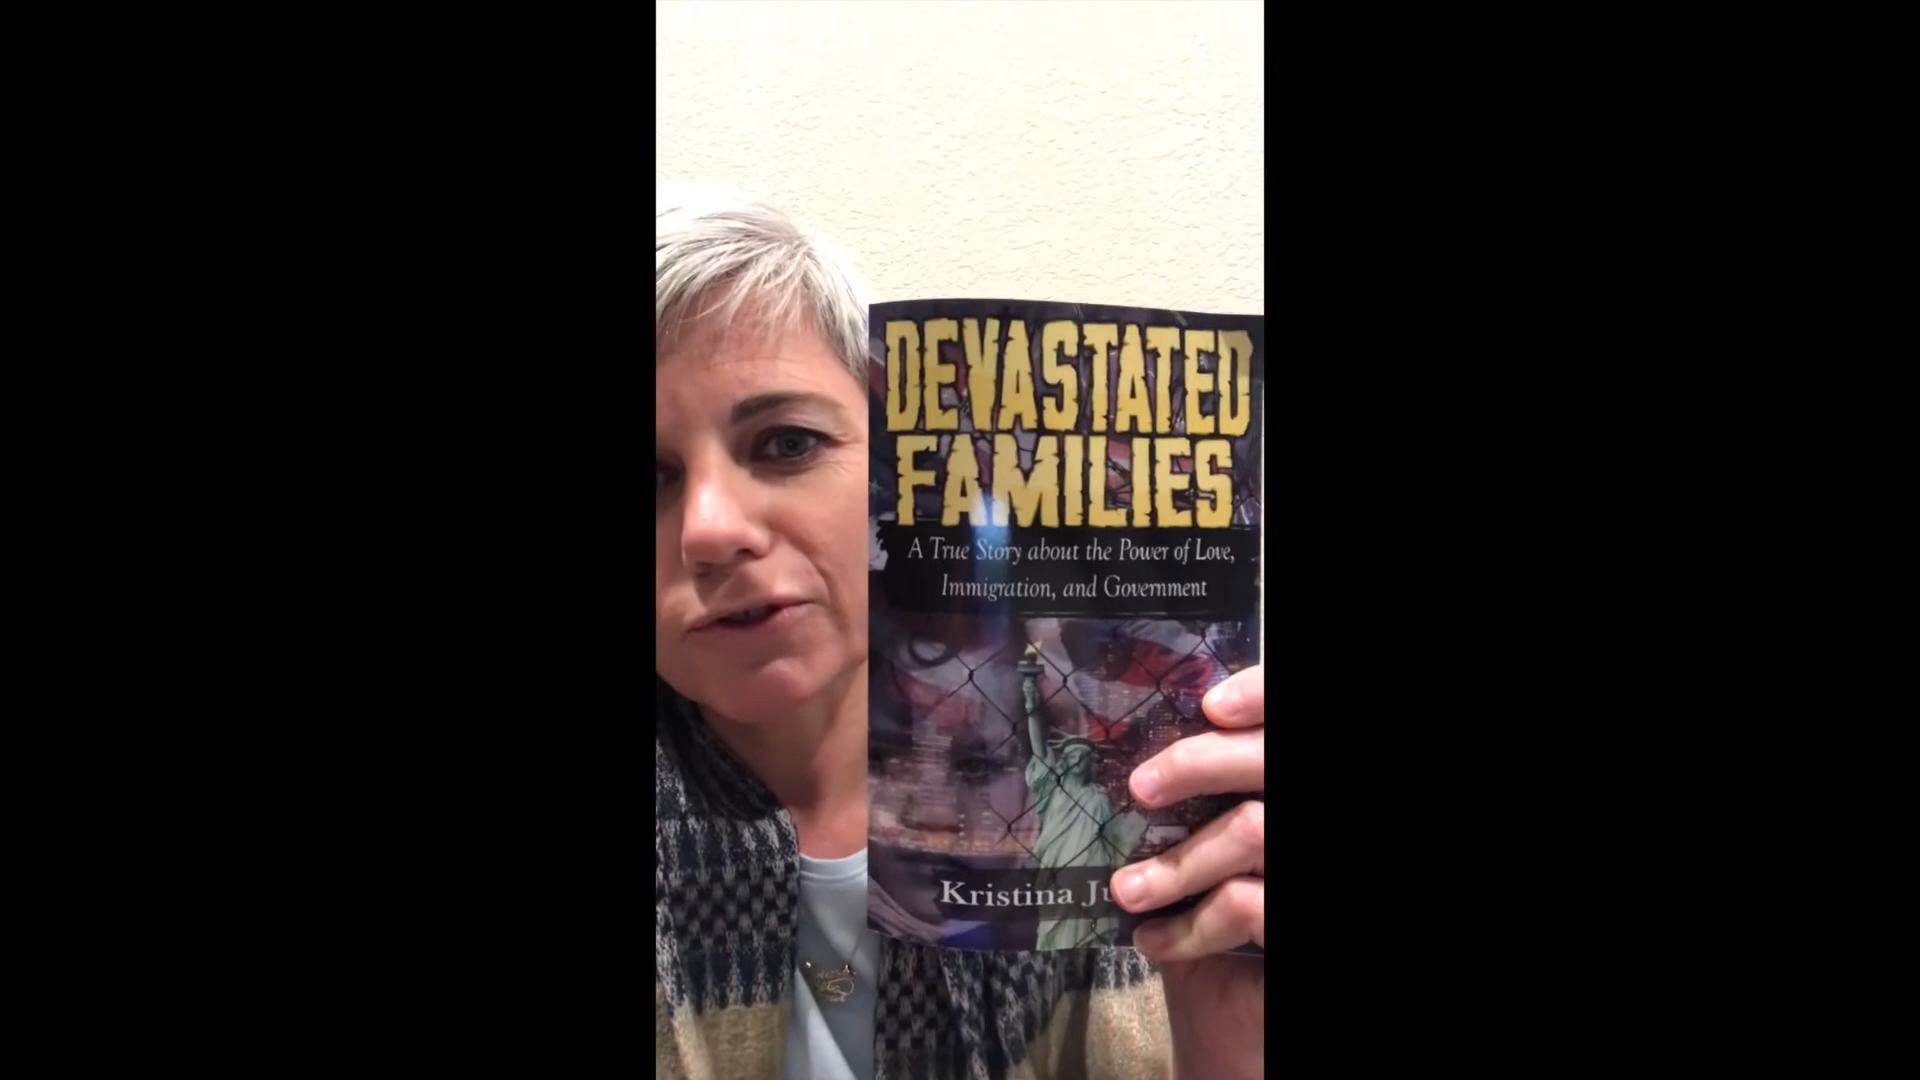 DEVASTATED
FAMILIES
A True Story about the Power of Love,
Immigration, and Government
Kristina